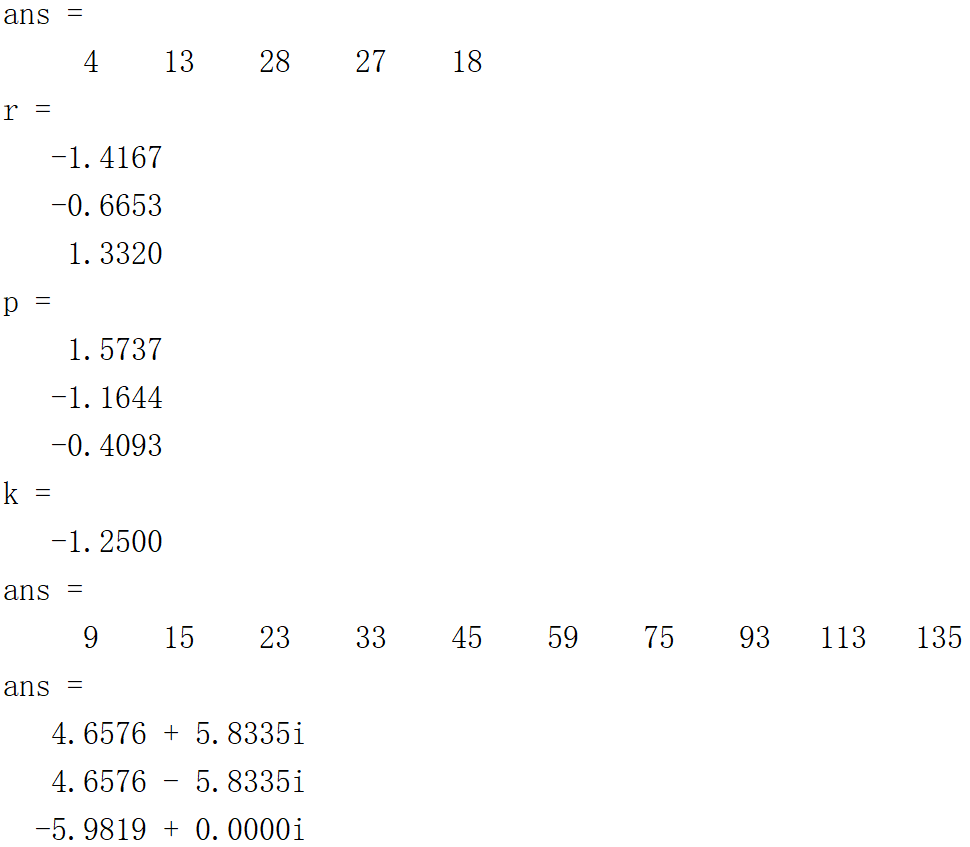 ans =
4 13 28 27 18
r =
-1.4167
-0.6653
1.3320
p =
1.5737
-1.1644
-0.4093
k =
-1.2500
ans =
9 15 23 33 45 59 75 93 113 135
ans =
4.6576 + 5.8335i
4.6576 - 5.8335i
-5.9819 + 0.0000i